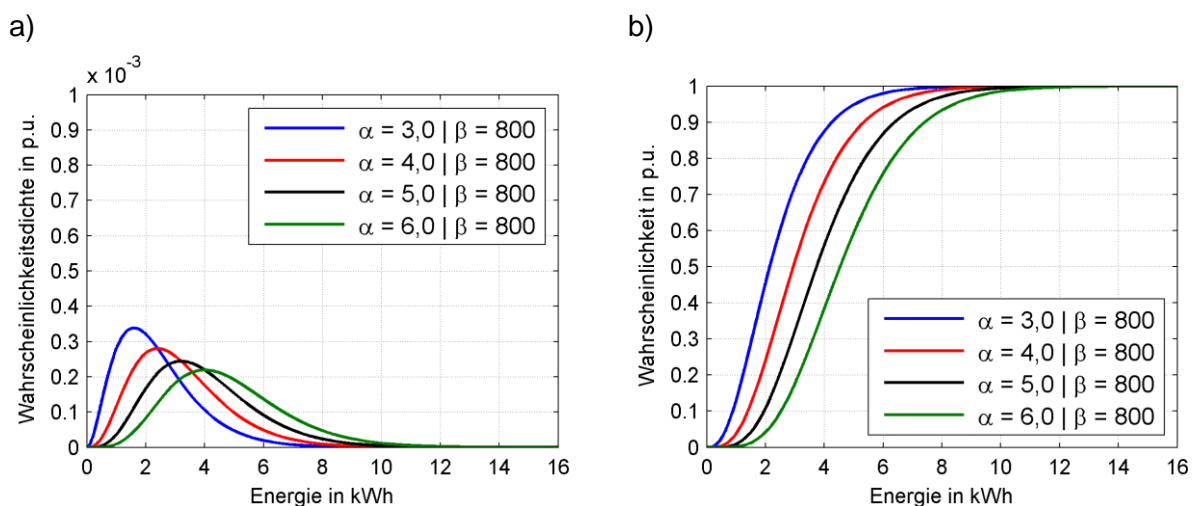 a)
x 10⁻³
Wahrscheinlichkeitsdichte in p.u.
1
0.9
0.8
0.7
0.6
0.5
0.4
0.3
0.2
0.1
0
α = 3,0 | β = 800
α = 4,0 | β = 800
α = 5,0 | β = 800
α = 6,0 | β = 800
0 2 4 6 8 10 12 14 16
Energie in kWh
b)
Wahrscheinlichkeit in p.u.
1
0.9
0.8
0.7
0.6
0.5
0.4
0.3
0.2
0.1
0
α = 3,0 | β = 800
α = 4,0 | β = 800
α = 5,0 | β = 800
α = 6,0 | β = 800
0 2 4 6 8 10 12 14 16
Energie in kWh